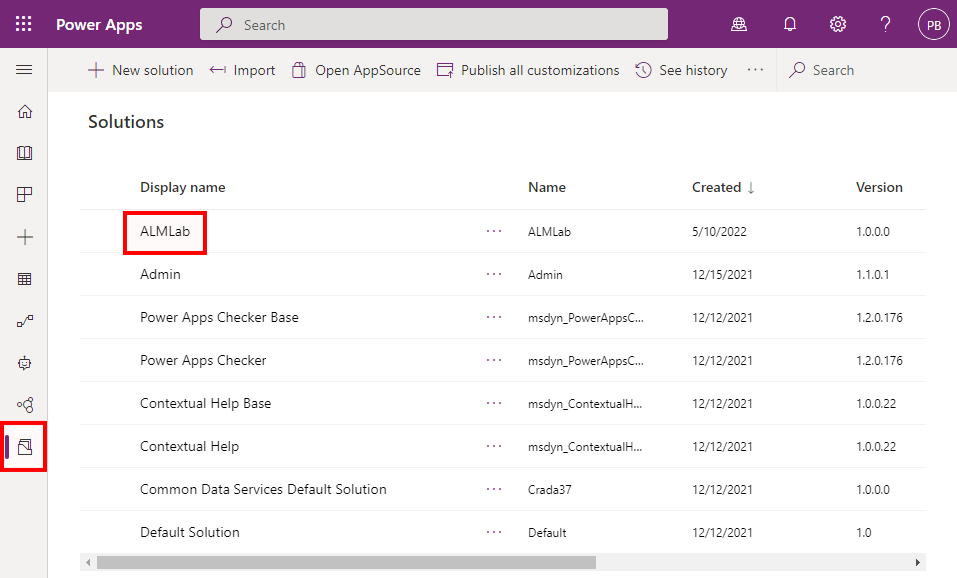 Power Apps Search ? PB
New solution Import Open AppSource Publish all customizations See history ··· Search
Solutions
Display name Name Created ↓ Version
ALMLab ··· ALMLab 5/10/2022 1.0.0.0
Admin ··· Admin 12/15/2021 1.1.0.1
Power Apps Checker Base ··· msdyn_PowerAppsC... 12/12/2021 1.2.0.176
Power Apps Checker ··· msdyn_PowerAppsC... 12/12/2021 1.2.0.176
Contextual Help Base ··· msdyn_ContextualH... 12/12/2021 1.0.0.22
Contextual Help ··· msdyn_ContextualH... 12/12/2021 1.0.0.22
Common Data Services Default Solution ··· Crada37 12/12/2021 1.0.0.0
Default Solution ··· Default 12/12/2021 1.0